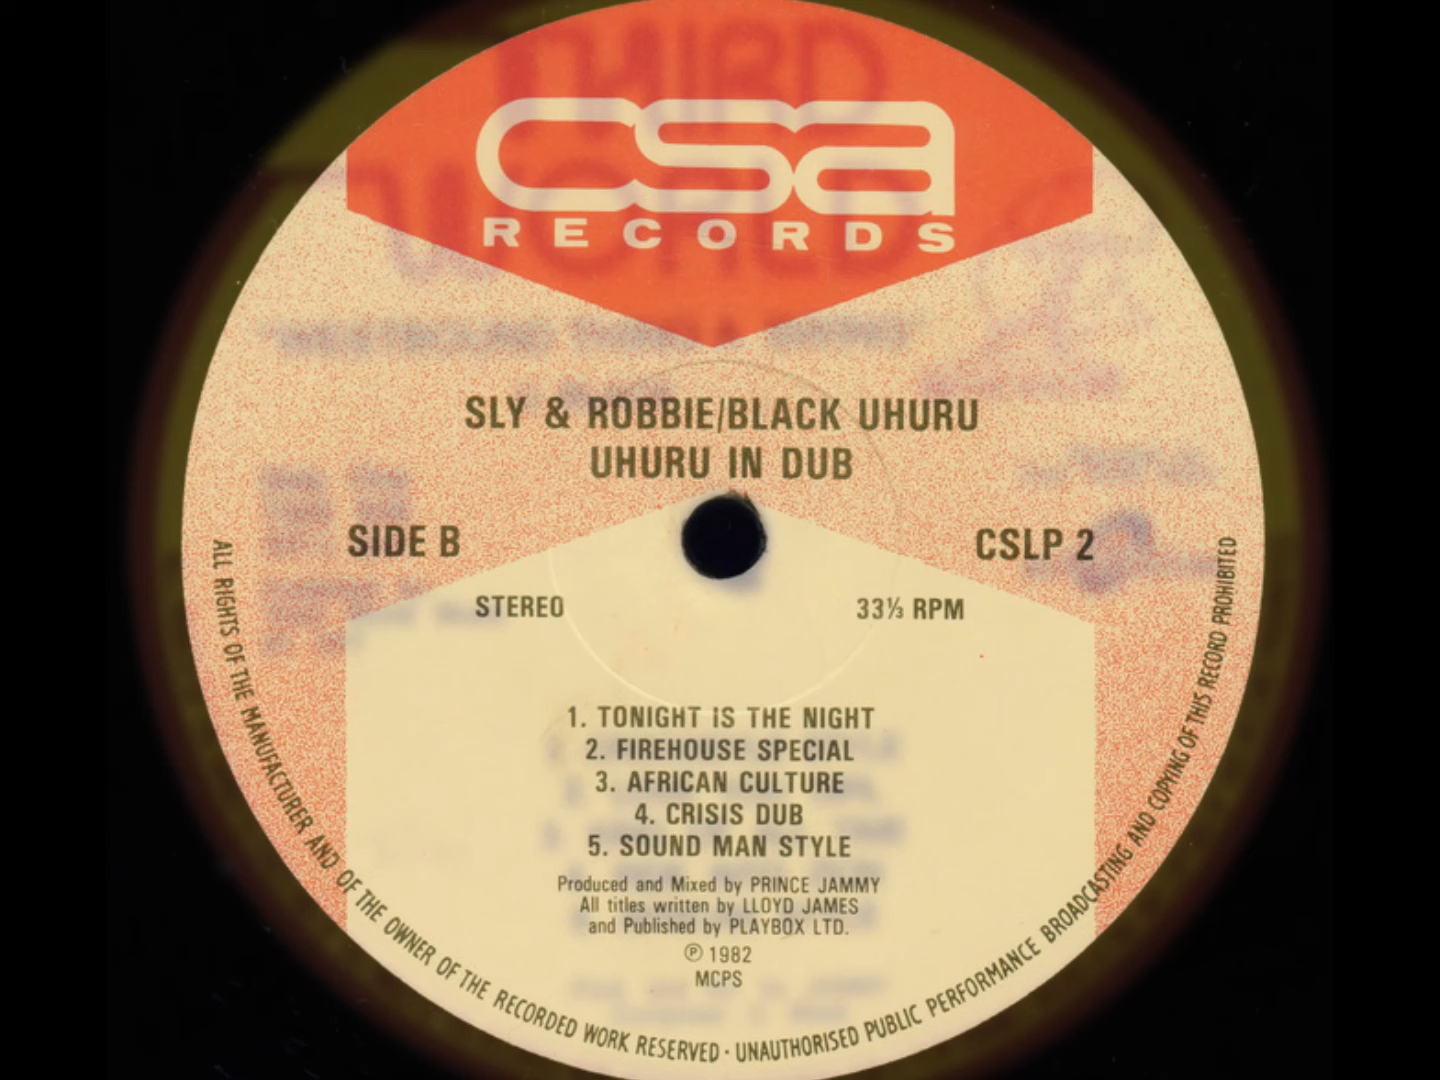 THIRD
WORLD
csa
RECORDS
SLY & ROBBIE/BLACK UHURU
UHURU IN DUB
SIDE B
CSLP 2
STEREO
33⅓ RPM
1. TONIGHT IS THE NIGHT
2. FIREHOUSE SPECIAL
3. AFRICAN CULTURE
4. CRISIS DUB
5. SOUND MAN STYLE
Produced and Mixed by PRINCE JAMMY
All titles written by LLOYD JAMES
and Published by PLAYBOX LTD.
Ⓟ 1982
MCPS
ALL RIGHTS OF THE MANUFACTURER AND OF THE OWNER OF THE RECORDED WORK RESERVED · UNAUTHORISED PUBLIC PERFORMANCE BROADCASTING AND COPYING OF THIS RECORD PROHIBITED